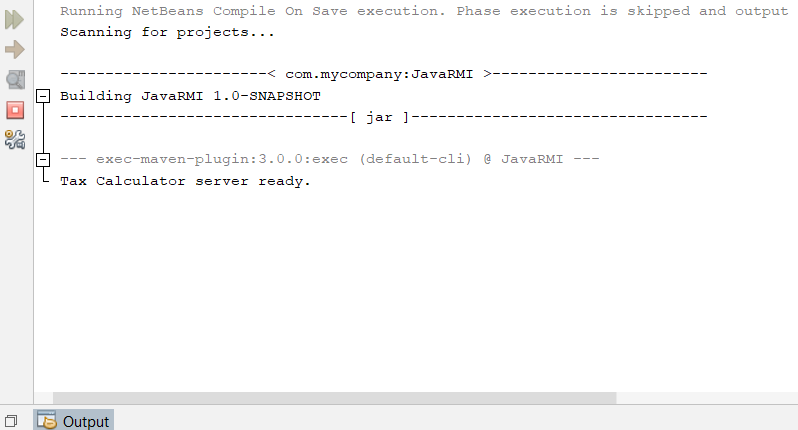 Running NetBeans Compile On Save execution. Phase execution is skipped and output
Scanning for projects...
-----------------------< com.mycompany:JavaRMI >------------------------
Building JavaRMI 1.0-SNAPSHOT
--------------------------------[ jar ]---------------------------------
--- exec-maven-plugin:3.0.0:exec (default-cli) @ JavaRMI ---
Tax Calculator server ready.
Output